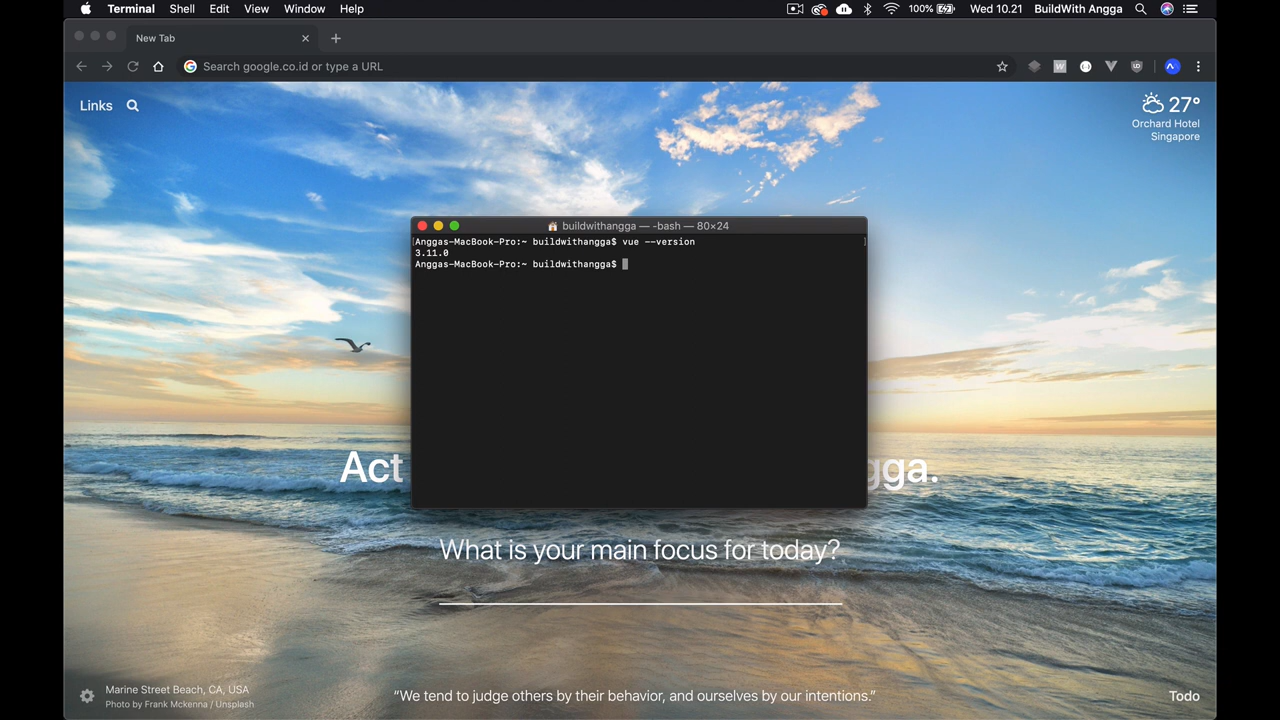 Terminal Shell Edit View Window Help 100% Wed 10.21 BuildWith Angga
New Tab
Search google.co.id or type a URL
Links
27°
Orchard Hotel
Singapore
buildwithangga — -bash — 80×24
Anggas-MacBook-Pro:~ buildwithangga$ vue --version
3.11.0
Anggas-MacBook-Pro:~ buildwithangga$
Act gga.
What is your main focus for today?
Marine Street Beach, CA, USA
Photo by Frank Mckenna / Unsplash
“We tend to judge others by their behavior, and ourselves by our intentions.”
Todo